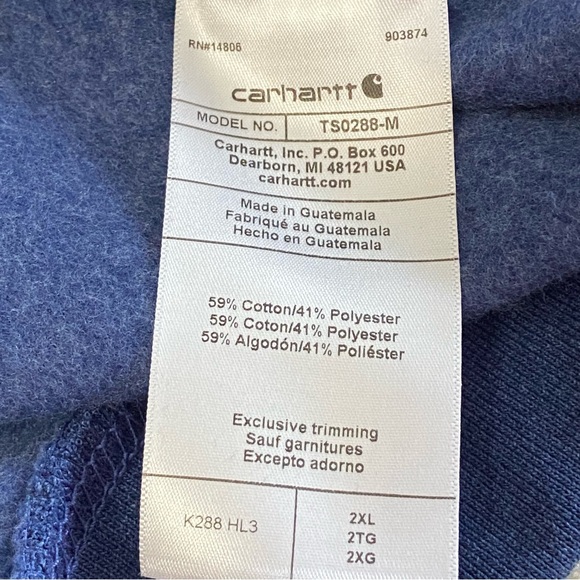 RN#14806 903874
carhartt
MODEL NO. TS0288-M
Carhartt, Inc. P.O. Box 600
Dearborn, MI 48121 USA
carhartt.com
Made in Guatemala
Fabriqué au Guatemala
Hecho en Guatemala
59% Cotton/41% Polyester
59% Coton/41% Polyester
59% Algodón/41% Poliéster
Exclusive trimming
Sauf garnitures
Excepto adorno
K288 HL3
2XL
2TG
2XG